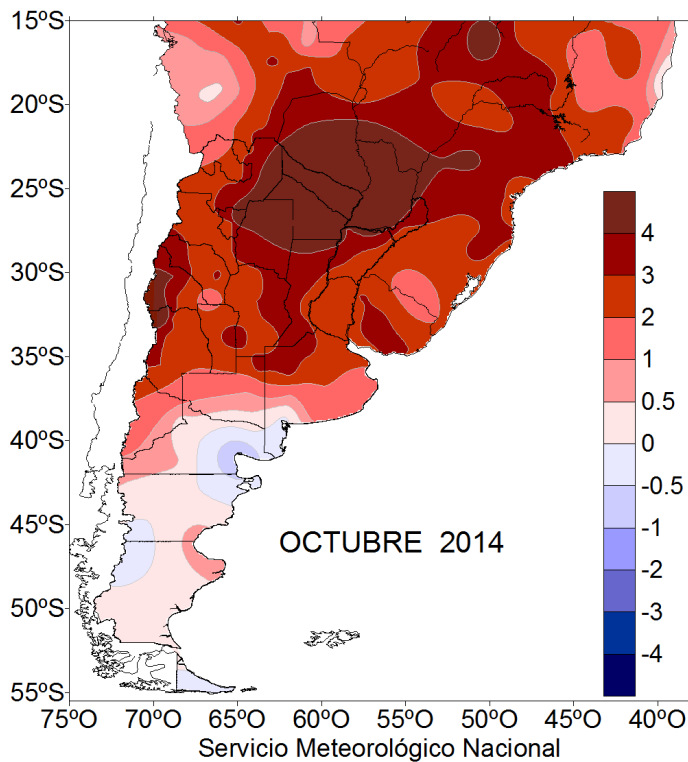 15ºS
20ºS
25ºS
30ºS
35ºS
40ºS
45ºS
50ºS
55ºS
4
3
2
1
0.5
0
-0.5
-1
-2
-3
-4
OCTUBRE 2014
75ºO 70ºO 65ºO 60ºO 55ºO 50ºO 45ºO 40ºO
Servicio Meteorológico Nacional